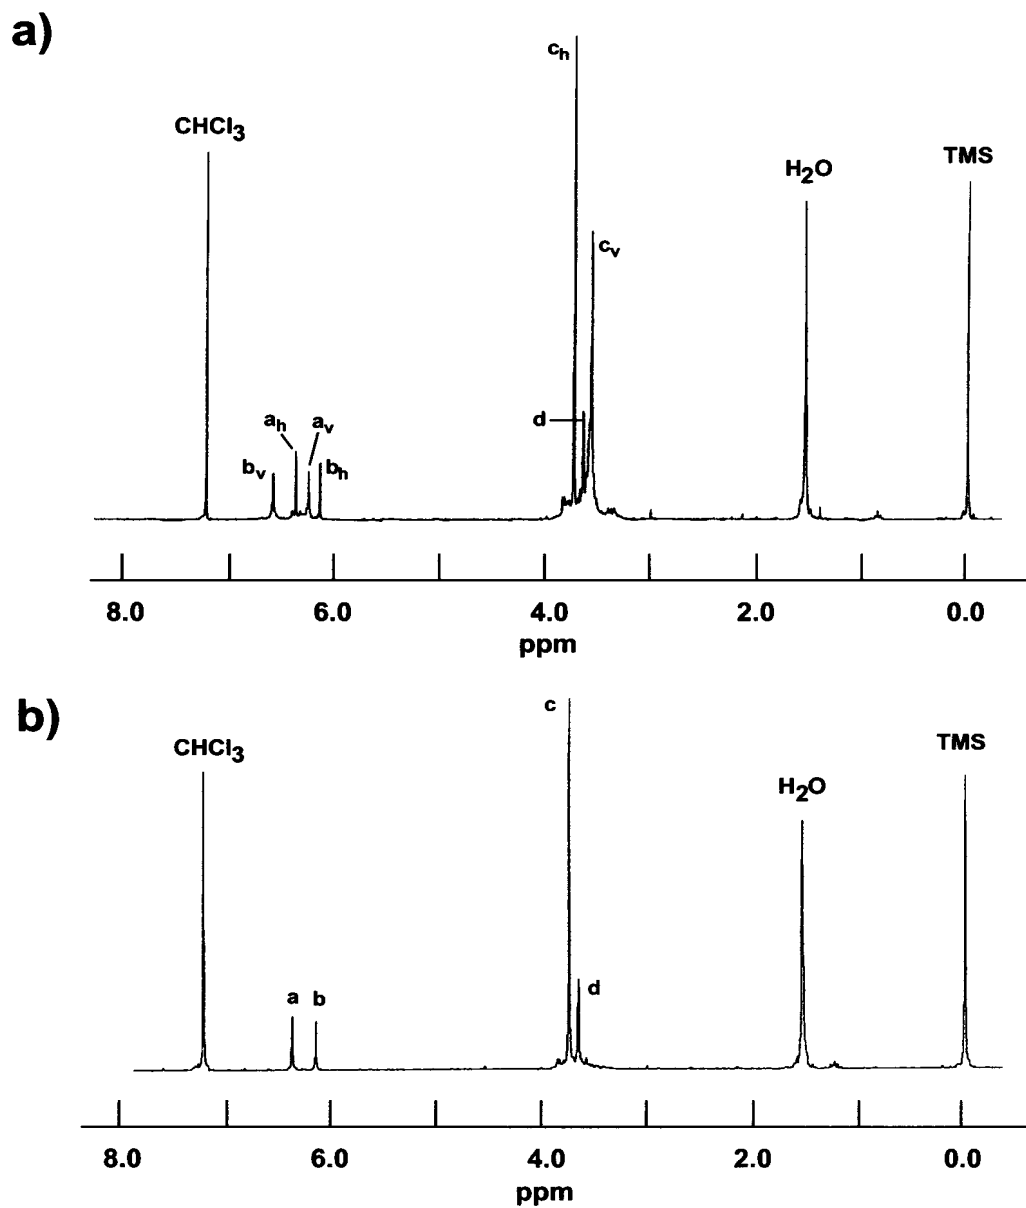 a)
c_h
CHCl₃
TMS
H₂O
c_v
d
a_h
a_v
b_v
b_h
8.0 6.0 4.0 2.0 0.0
ppm
b)
c
CHCl₃
TMS
H₂O
a b
d
8.0 6.0 4.0 2.0 0.0
ppm